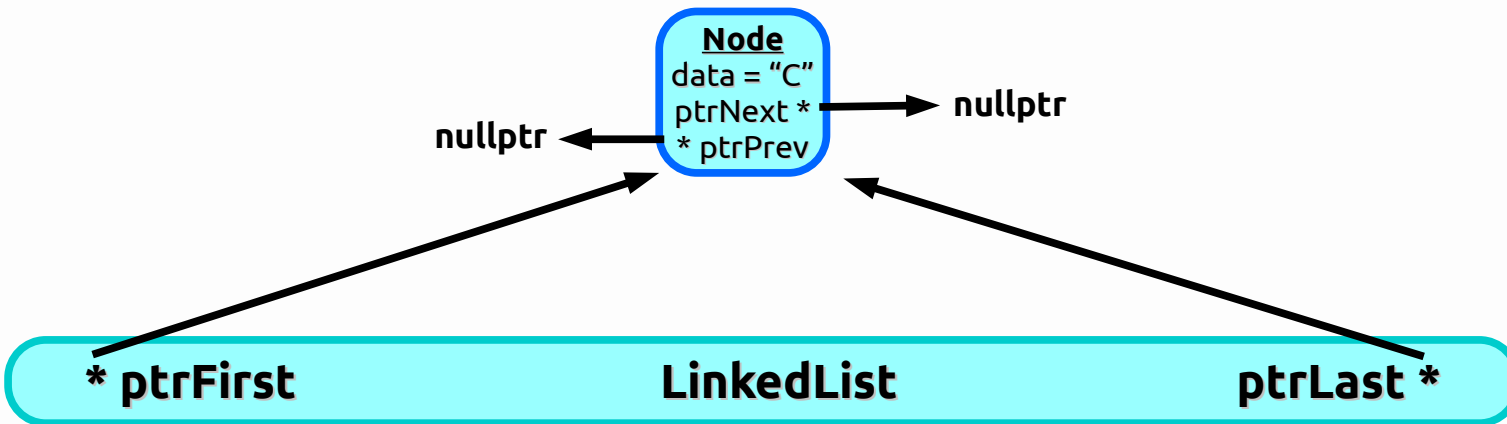 Node
data = “C”
ptrNext *
nullptr
nullptr
* ptrPrev
* ptrFirst
LinkedList
ptrLast *